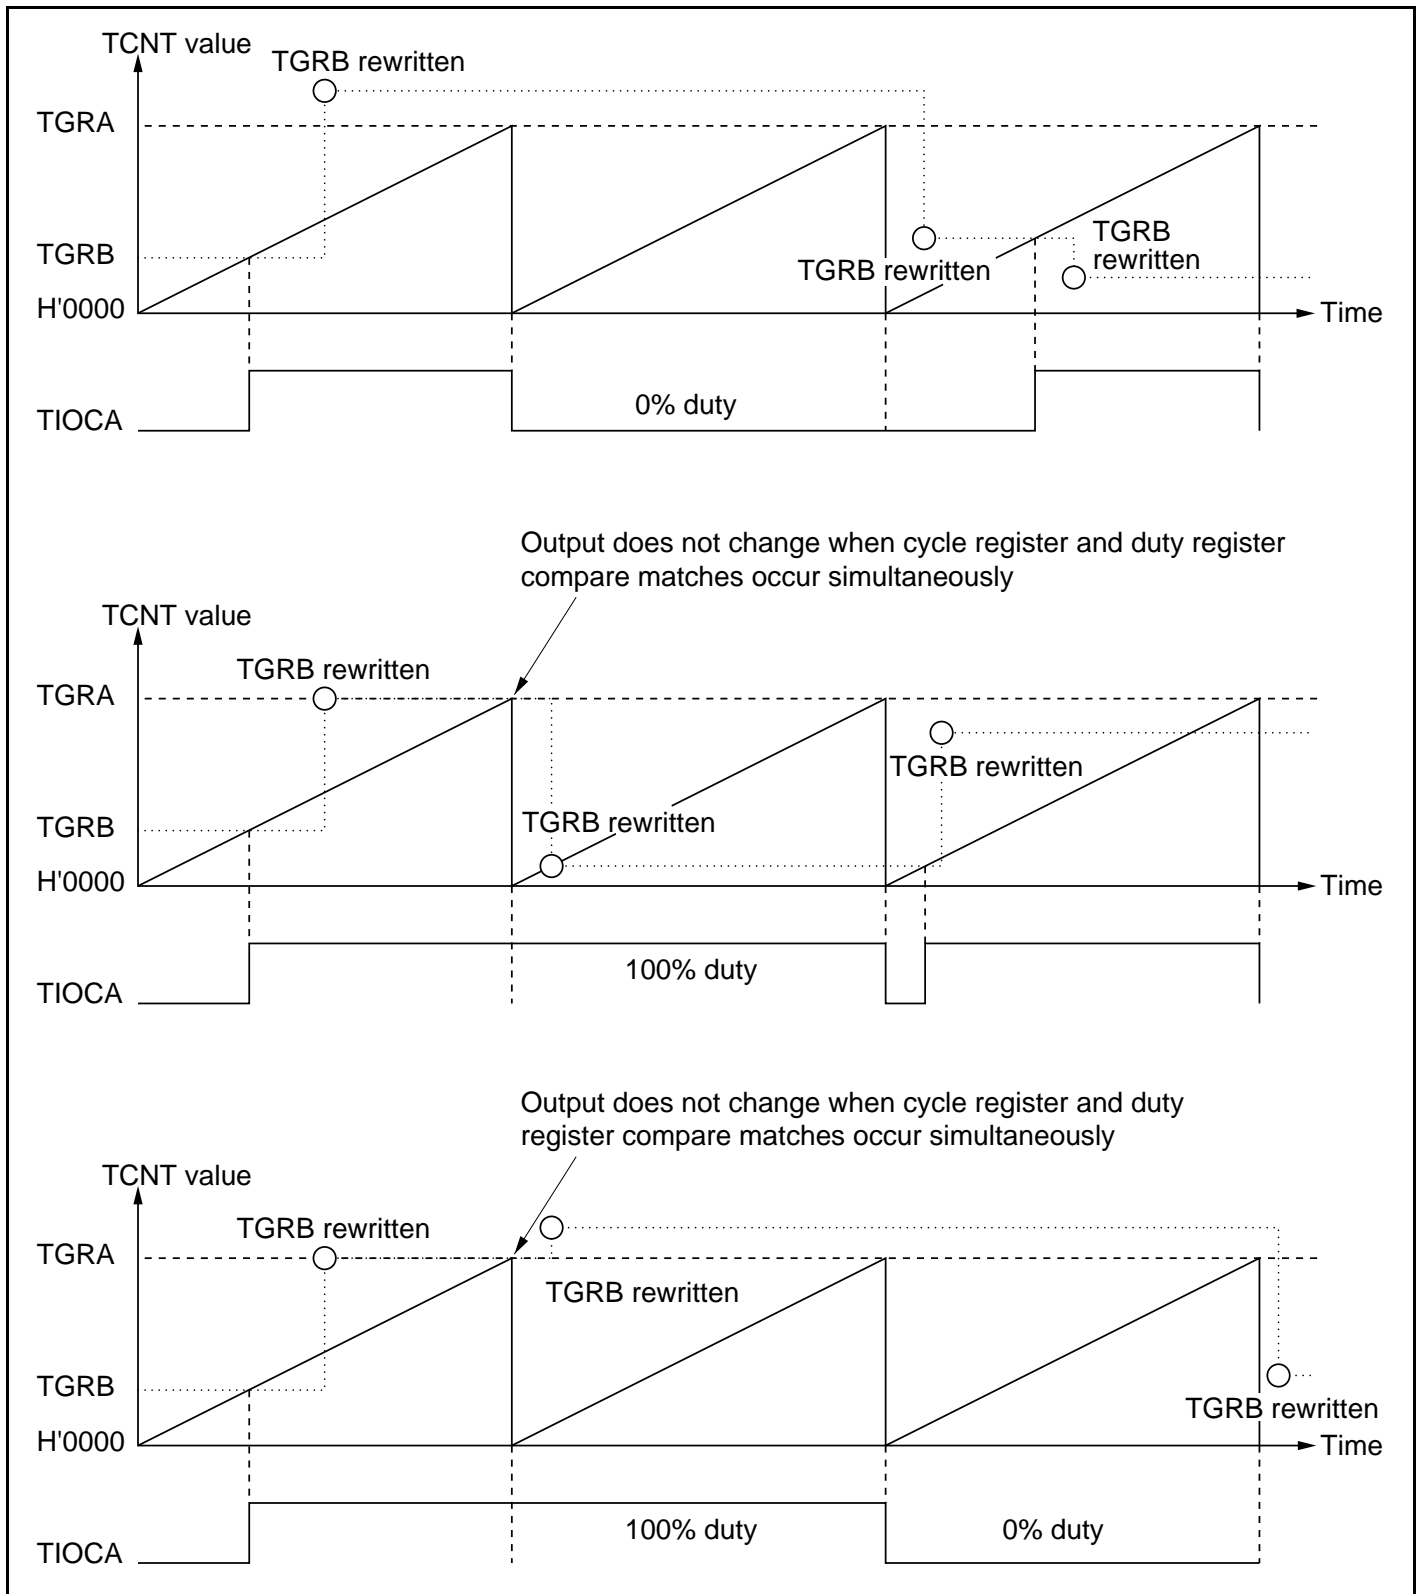 TCNT value
TGRB rewritten
TGRA
TGRB
TGRB
rewritten
TGRB rewritten
H'0000
Time
0% duty
TIOCA
Output does not change when cycle register and duty register
compare matches occur simultaneously
TCNT value
TGRB rewritten
TGRA
TGRB rewritten
TGRB
TGRB rewritten
H'0000
Time
100% duty
TIOCA
Output does not change when cycle register and duty
register compare matches occur simultaneously
TCNT value
TGRB rewritten
TGRA
TGRB rewritten
TGRB
TGRB rewritten
H'0000
Time
100% duty
0% duty
TIOCA